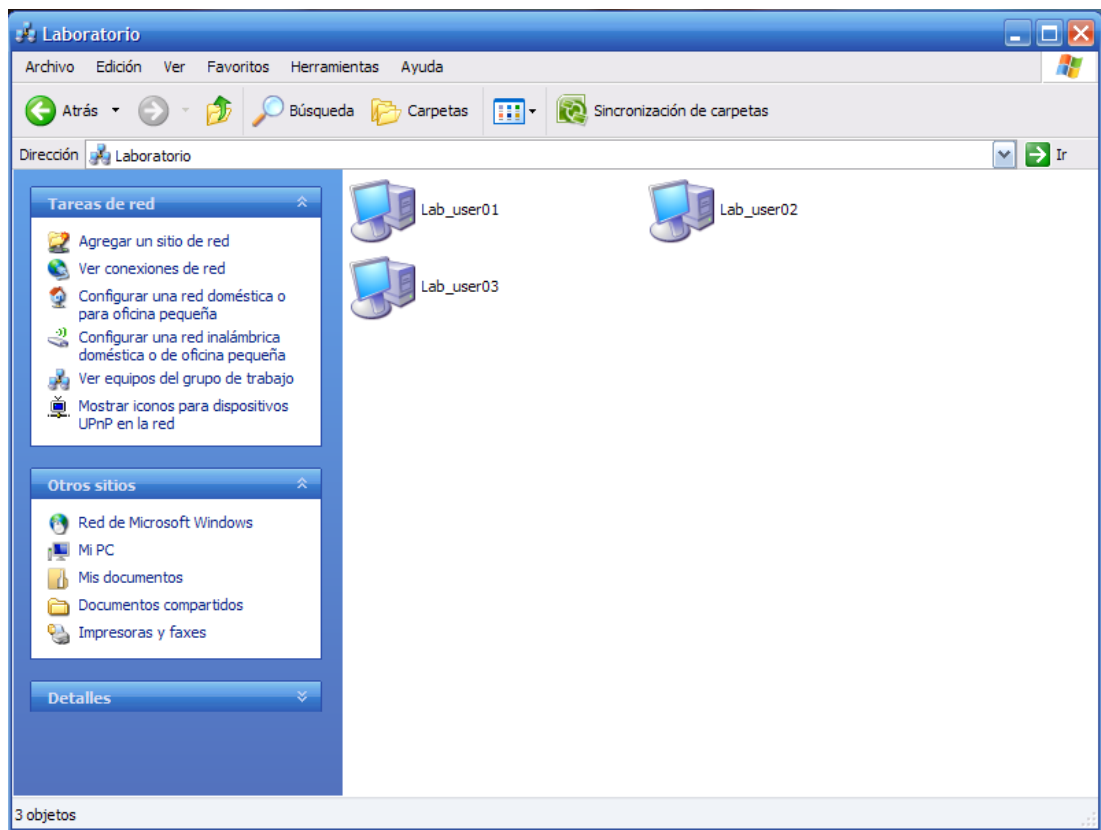 Laboratorio
Archivo Edición Ver Favoritos Herramientas Ayuda
Atrás Búsqueda Carpetas Sincronización de carpetas
Dirección Laboratorio Ir
Tareas de red
Agregar un sitio de red
Ver conexiones de red
Configurar una red doméstica o
para oficina pequeña
Configurar una red inalámbrica
doméstica o de oficina pequeña
Ver equipos del grupo de trabajo
Mostrar iconos para dispositivos
UPnP en la red
Otros sitios
Red de Microsoft Windows
Mi PC
Mis documentos
Documentos compartidos
Impresoras y faxes
Detalles
Lab_user01 Lab_user02
Lab_user03
3 objetos